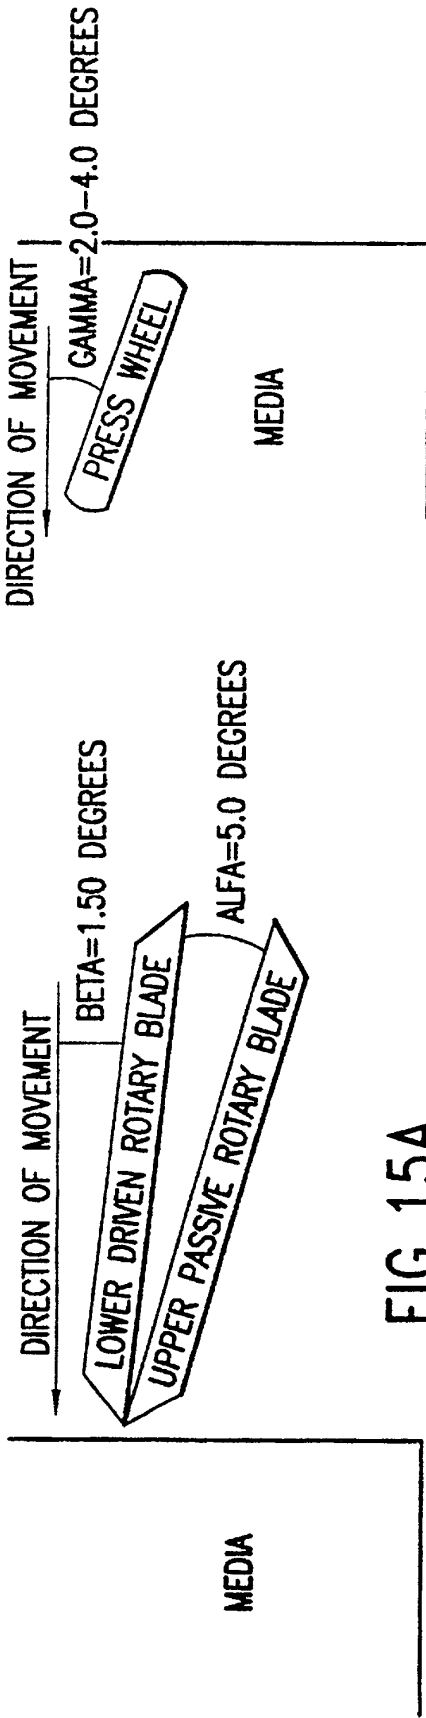 DIRECTION OF MOVEMENT
BETA=1.50 DEGREES
LOWER DRIVEN ROTARY BLADE
UPPER PASSIVE ROTARY BLADE
ALFA=5.0 DEGREES
MEDIA
FIG. 15A
DIRECTION OF MOVEMENT
GAMMA=2.0-4.0 DEGREES
PRESS WHEEL
MEDIA